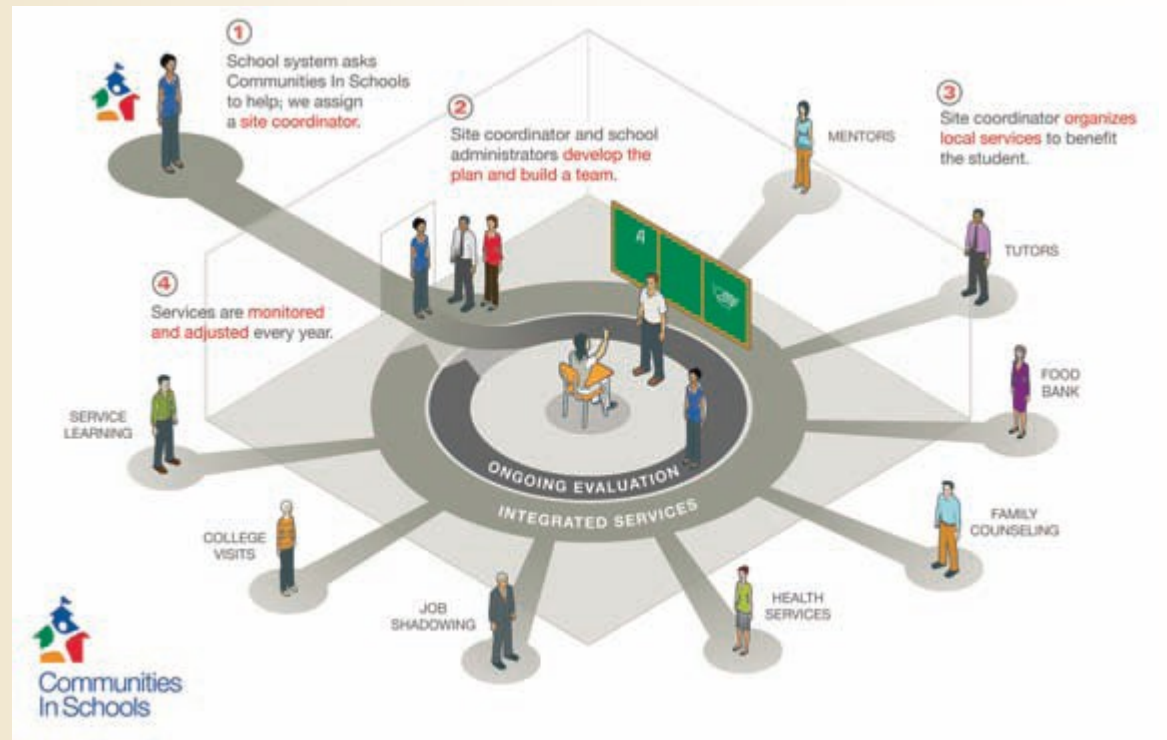 1
School system asks
Communities In Schools
to help; we assign
a site coordinator.
2
Site coordinator and school
administrators develop the
plan and build a team.
3
Site coordinator organizes
local services to benefit
the student.
4
Services are monitored
and adjusted every year.
MENTORS
TUTORS
FOOD
BANK
FAMILY
COUNSELING
HEALTH
SERVICES
JOB
SHADOWING
COLLEGE
VISITS
SERVICE
LEARNING
A
ONGOING EVALUATION
INTEGRATED SERVICES
Communities
In Schools